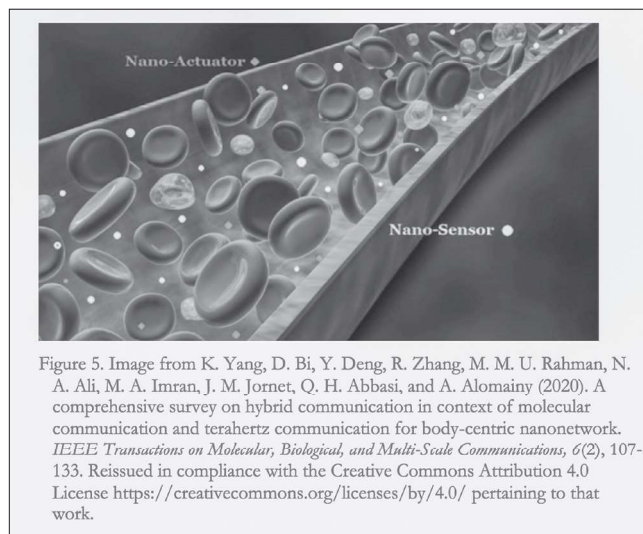 Nano-Actuator
Nano-Sensor
Figure 5. Image from K. Yang, D. Bi, Y. Deng, R. Zhang, M. M. U. Rahman, N.
A. Ali, M. A. Imran, J. M. Jornet, Q. H. Abbasi, and A. Alomainy (2020). A
comprehensive survey on hybrid communication in context of molecular
communication and terahertz communication for body-centric nanonetwork.
IEEE Transactions on Molecular, Biological, and Multi-Scale Communications, 6(2), 107-
133. Reissued in compliance with the Creative Commons Attribution 4.0
License https://creativecommons.org/licenses/by/4.0/ pertaining to that
work.